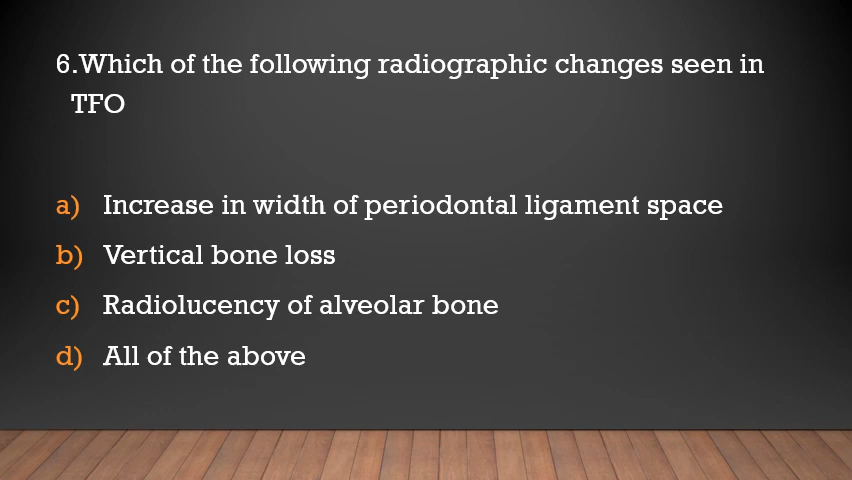 6.Which of the following radiographic changes seen in
TFO
a) Increase in width of periodontal ligament space
b) Vertical bone loss
c) Radiolucency of alveolar bone
d) All of the above